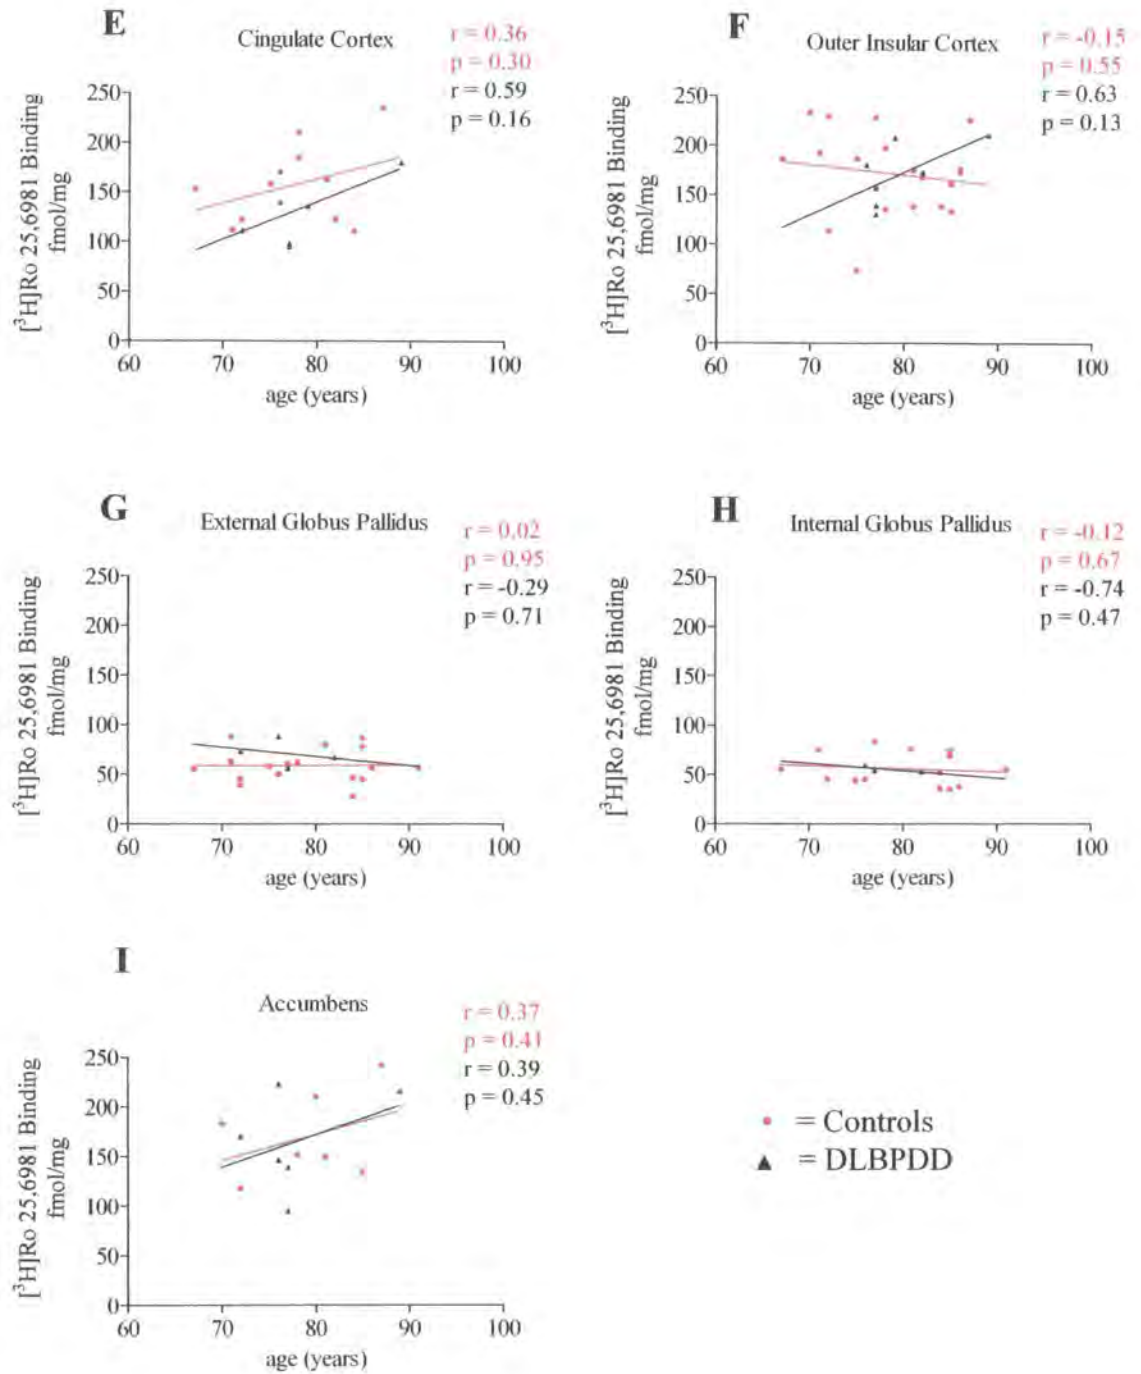 E
Cingulate Cortex
r = 0.36
p = 0.30
r = 0.59
p = 0.16
[³H]Ro 25,6981 Binding
fmol/mg
250
200
150
100
50
0
60 70 80 90 100
age (years)
F
Outer Insular Cortex
r = -0.15
p = 0.55
r = 0.63
p = 0.13
[³H]Ro 25,6981 Binding
fmol/mg
250
200
150
100
50
0
60 70 80 90 100
age (years)
G
External Globus Pallidus
r = 0.02
p = 0.95
r = -0.29
p = 0.71
[³H]Ro 25,6981 Binding
fmol/mg
250
200
150
100
50
0
60 70 80 90 100
age (years)
H
Internal Globus Pallidus
r = -0.12
p = 0.67
r = -0.74
p = 0.47
[³H]Ro 25,6981 Binding
fmol/mg
250
200
150
100
50
0
60 70 80 90 100
age (years)
I
Accumbens
r = 0.37
p = 0.41
r = 0.39
p = 0.45
[³H]Ro 25,6981 Binding
fmol/mg
250
200
150
100
50
0
60 70 80 90 100
age (years)
= Controls
= DLBPDD